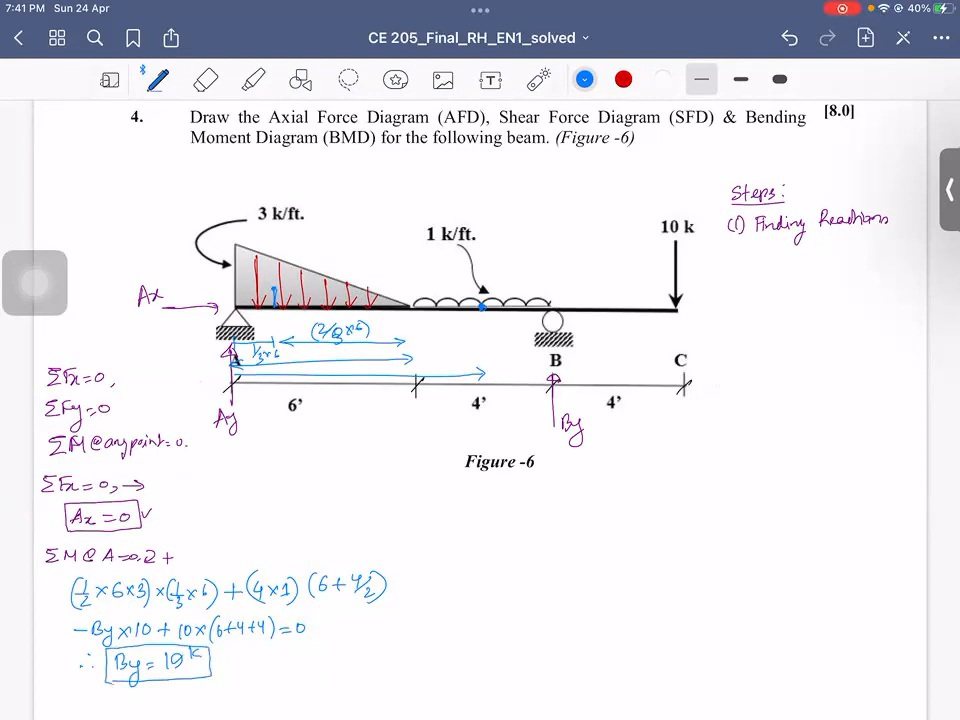 7:41 PM Sun 24 Apr
40%
CE 205_Final_RH_EN1_solved
4. Draw the Axial Force Diagram (AFD), Shear Force Diagram (SFD) & Bending [8.0]
Moment Diagram (BMD) for the following beam. (Figure -6)
Steps:
(1) Finding Reactions
3 k/ft.
1 k/ft.
10 k
Ax
(2/3×6)
1/3×6
A
B
C
6'
4'
4'
Ay
By
Figure -6
ΣFx=0,
ΣFy=0
ΣM@any point=0.
ΣFx=0, →
Ax=0
ΣM@A=0. +
(1/2×6×3)×(1/3×6)+(4×1)(6+4/2)
-By×10+10×(6+4+4)=0
∴ By=19k